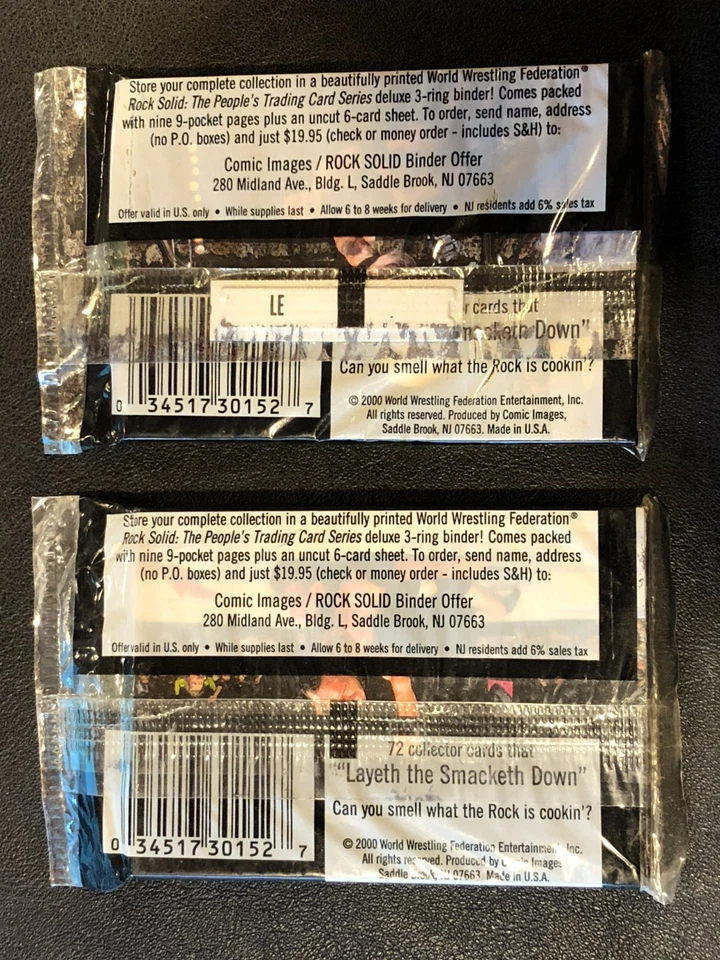 Store your complete collection in a beautifully printed World Wrestling Federation®
Rock Solid: The People's Trading Card Series deluxe 3-ring binder! Comes packed
with nine 9-pocket pages plus an uncut 6-card sheet. To order, send name, address
(no P.O. boxes) and just $19.95 (check or money order - includes S&H) to:
Comic Images / ROCK SOLID Binder Offer
280 Midland Ave., Bldg. L, Saddle Brook, NJ 07663
Offer valid in U.S. only • While supplies last • Allow 6 to 8 weeks for delivery • NJ residents add 6% sales tax
LE
cards that
Down"
Can you smell what the Rock is cookin'?
© 2000 World Wrestling Federation Entertainment, Inc.
All rights reserved. Produced by Comic Images,
Saddle Brook, NJ 07663. Made in U.S.A.
0 34517 30152 7
Store your complete collection in a beautifully printed World Wrestling Federation®
Rock Solid: The People's Trading Card Series deluxe 3-ring binder! Comes packed
with nine 9-pocket pages plus an uncut 6-card sheet. To order, send name, address
(no P.O. boxes) and just $19.95 (check or money order - includes S&H) to:
Comic Images / ROCK SOLID Binder Offer
280 Midland Ave., Bldg. L, Saddle Brook, NJ 07663
Offer valid in U.S. only • While supplies last • Allow 6 to 8 weeks for delivery • NJ residents add 6% sales tax
72 collector cards that
"Layeth the Smacketh Down"
Can you smell what the Rock is cookin'?
© 2000 World Wrestling Federation Entertainment, Inc.
All rights reserved. Produced by Images
Saddle 07663. Made in U.S.A.
0 34517 30152 7